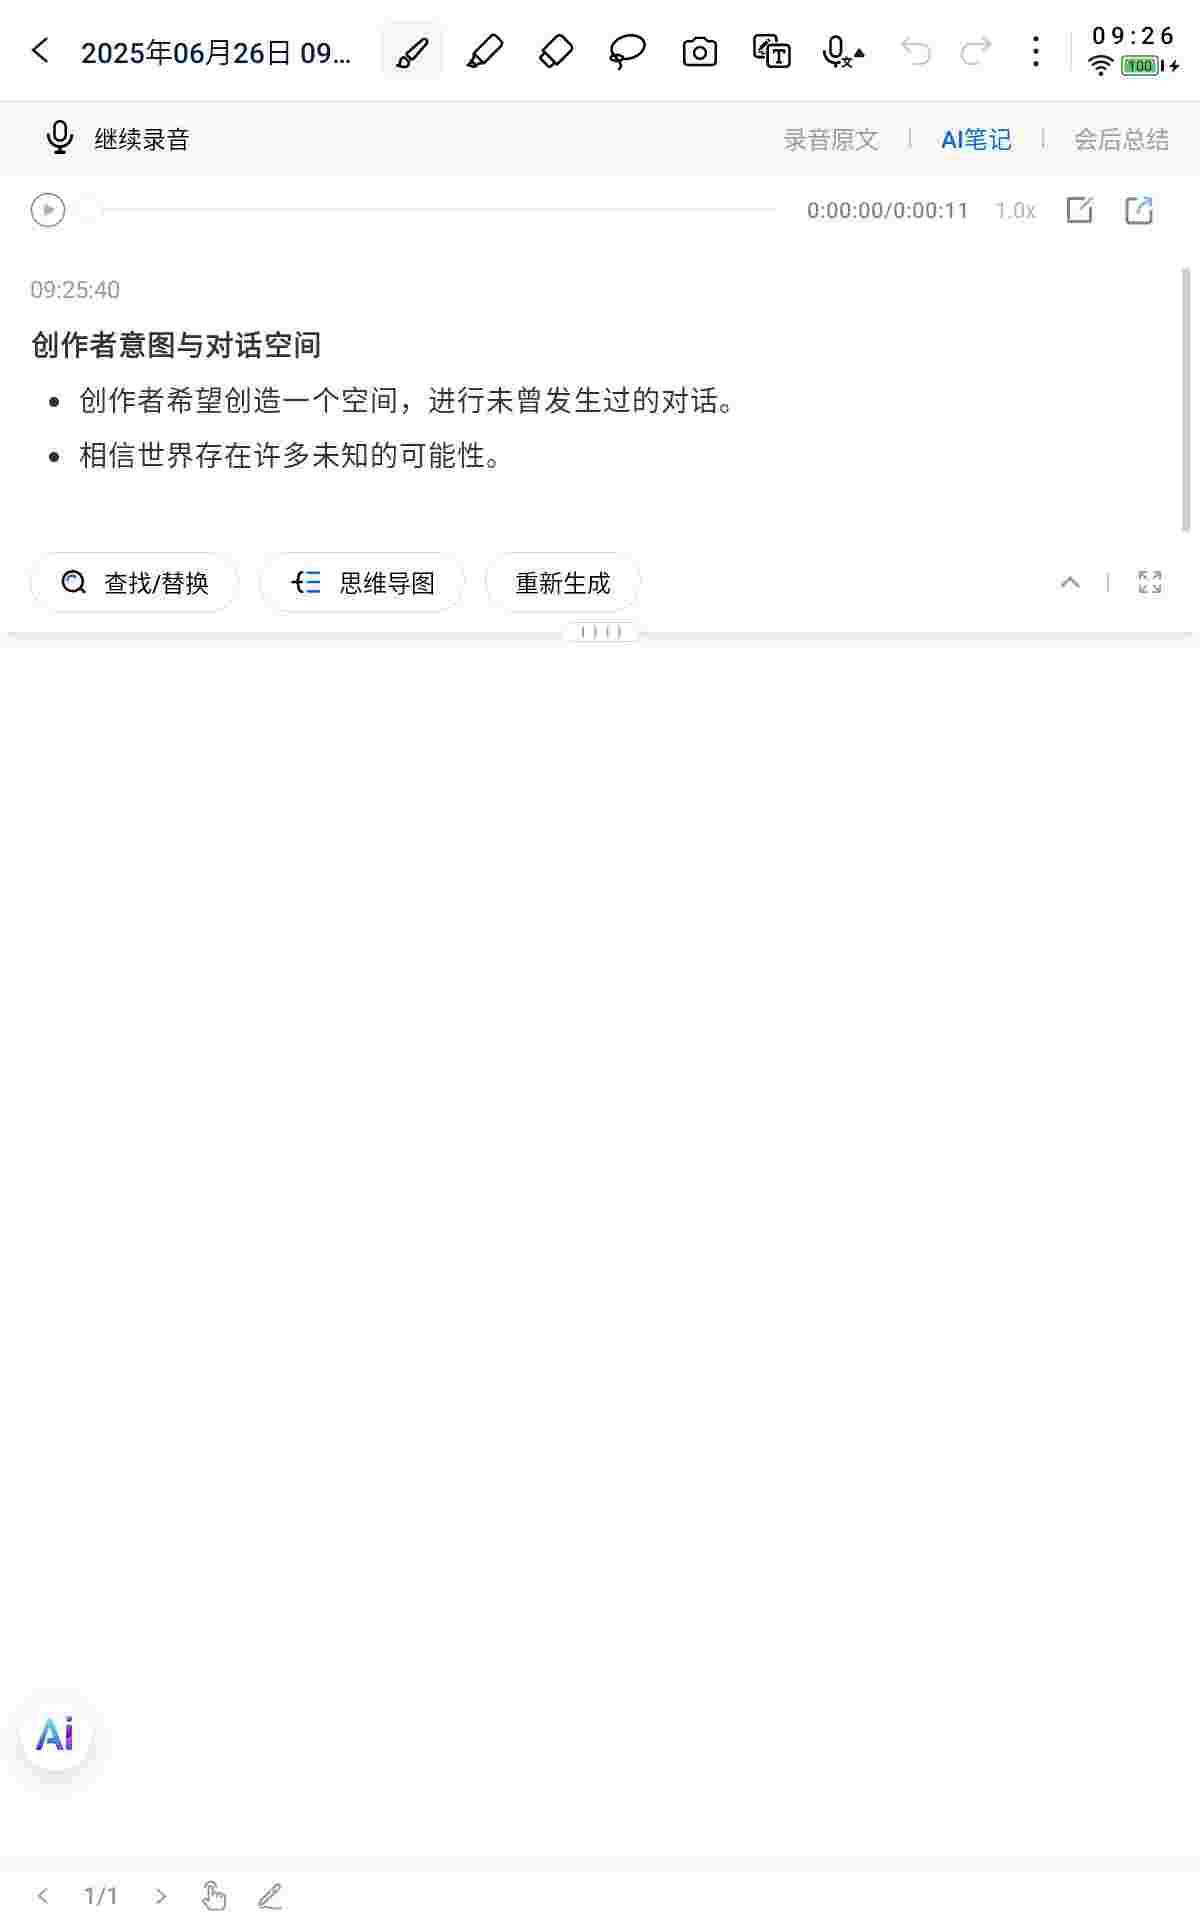 2025年06月26日 09...
09:26
100
继续录音
录音原文
AI笔记
会后总结
0:00:00/0:00:11
1.0x
09:25:40
创作者意图与对话空间
• 创作者希望创造一个空间，进行未曾发生过的对话。
• 相信世界存在许多未知的可能性。
查找/替换
思维导图
重新生成
Ai
1/1